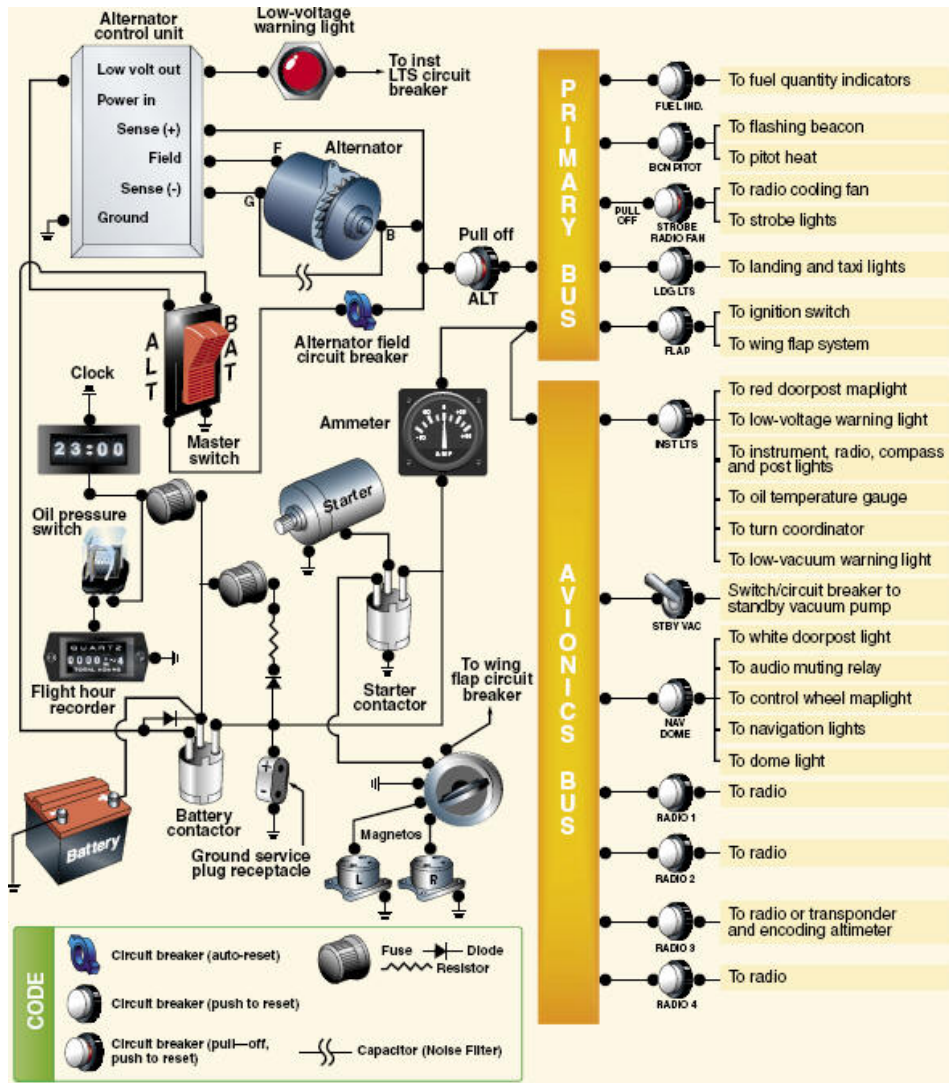 Alternator
control unit
Low-voltage
warning light
Low volt out
Power in
Sense (+)
Field
Sense (-)
Ground
To inst
LTS circuit
breaker
F
Alternator
G
B
Pull off
ALT
Alternator field
circuit breaker
ALT
BAT
Master
switch
Clock
23:00
Oil pressure
switch
QUARTZ
TOTAL HOURS
Flight hour
recorder
Ammeter
0
AMP
Starter
Starter
contactor
To wing
flap circuit
breaker
Battery
Battery
contactor
+
−
Ground service
plug receptacle
Magnetos
L
R
PRIMARY BUS
FUEL IND.
To fuel quantity indicators
BCN PITOT
To flashing beacon
To pitot heat
PULL
OFF
STROBE
RADIO FAN
To radio cooling fan
To strobe lights
LDG LTS
To landing and taxi lights
FLAP
To ignition switch
To wing flap system
AVIONICS BUS
INST LTS
To red doorpost maplight
To low-voltage warning light
To instrument, radio, compass
and post lights
To oil temperature gauge
To turn coordinator
To low-vacuum warning light
STBY VAC
Switch/circuit breaker to
standby vacuum pump
NAV
DOME
To white doorpost light
To audio muting relay
To control wheel maplight
To navigation lights
To dome light
RADIO 1
To radio
RADIO 2
To radio
RADIO 3
To radio or transponder
and encoding altimeter
RADIO 4
To radio
CODE
Circuit breaker (auto-reset)
Circuit breaker (push to reset)
Circuit breaker (pull—off,
push to reset)
Fuse
Diode
Resistor
Capacitor (Noise Filter)